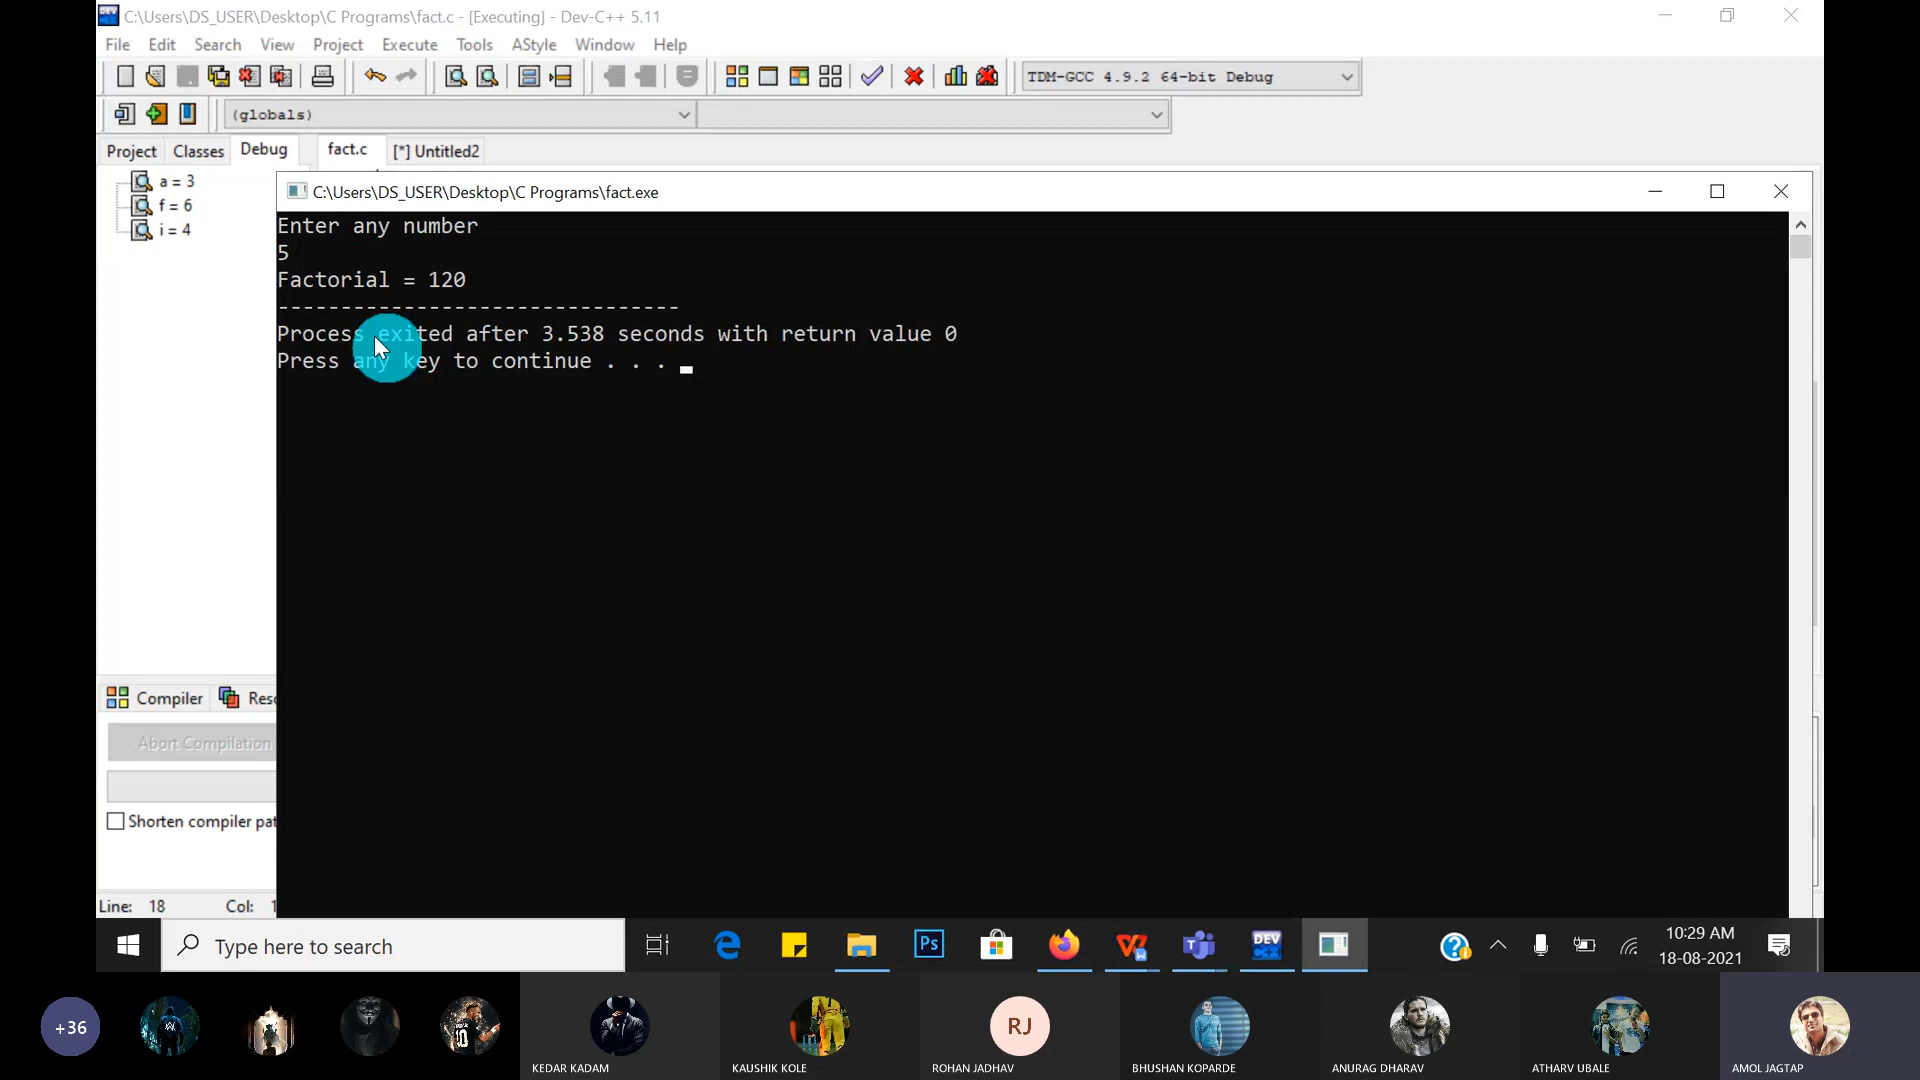 C:\Users\DS_USER\Desktop\C Programs\fact.c - [Executing] - Dev-C++ 5.11
File Edit Search View Project Execute Tools AStyle Window Help
TDM-GCC 4.9.2 64-bit Debug
(globals)
Project Classes Debug fact.c [*] Untitled2
a = 3
f = 6
i = 4
C:\Users\DS_USER\Desktop\C Programs\fact.exe
Enter any number
5
Factorial = 120
--------------------------------
Process exited after 3.538 seconds with return value 0
Press any key to continue . . .
Compiler Reso
Abort Compilation
Shorten compiler pat
Line: 18 Col: 1
Type here to search
Ps
DEV
C++
10:29 AM
18-08-2021
+36
10
RJ
KEDAR KADAM KAUSHIK KOLE ROHAN JADHAV BHUSHAN KOPARDE ANURAG DHARAV ATHARV UBALE AMOL JAGTAP